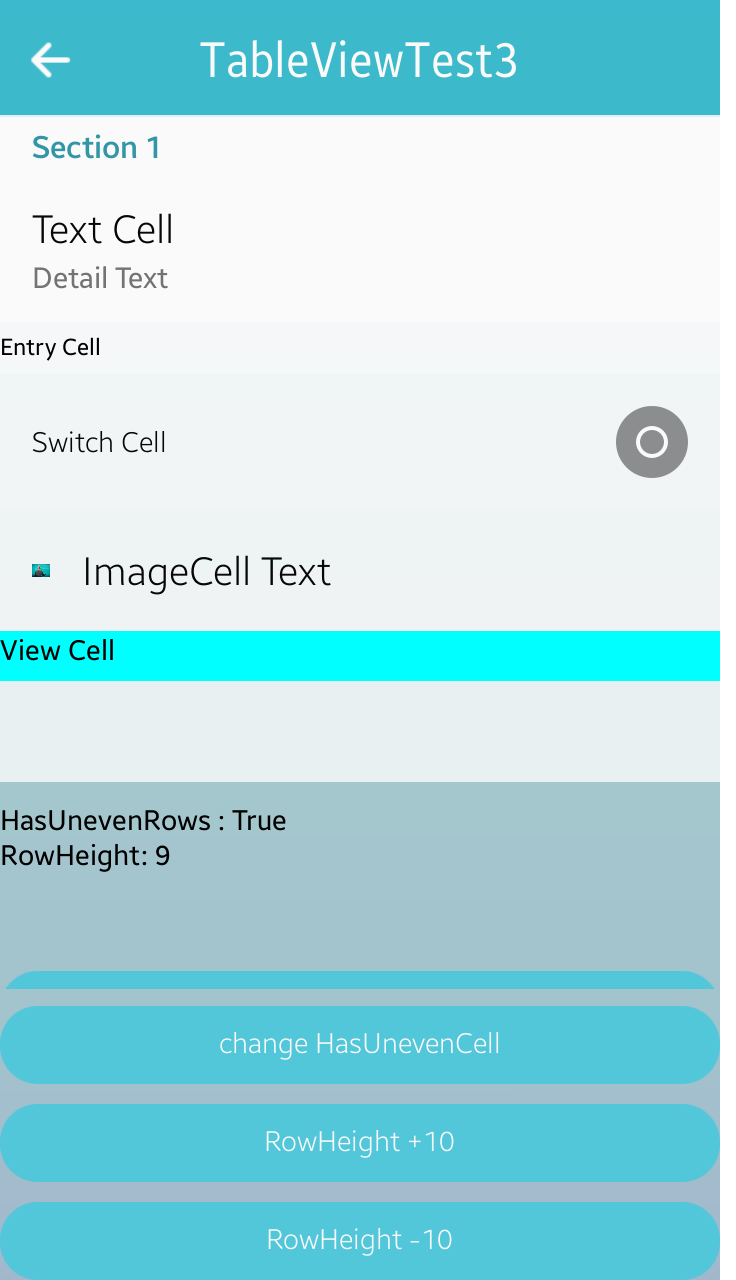 TableViewTest3
Section 1
Text Cell
Detail Text
Entry Cell
Switch Cell
ImageCell Text
View Cell
HasUnevenRows : True
RowHeight: 9
change HasUnevenCell
RowHeight +10
RowHeight -10